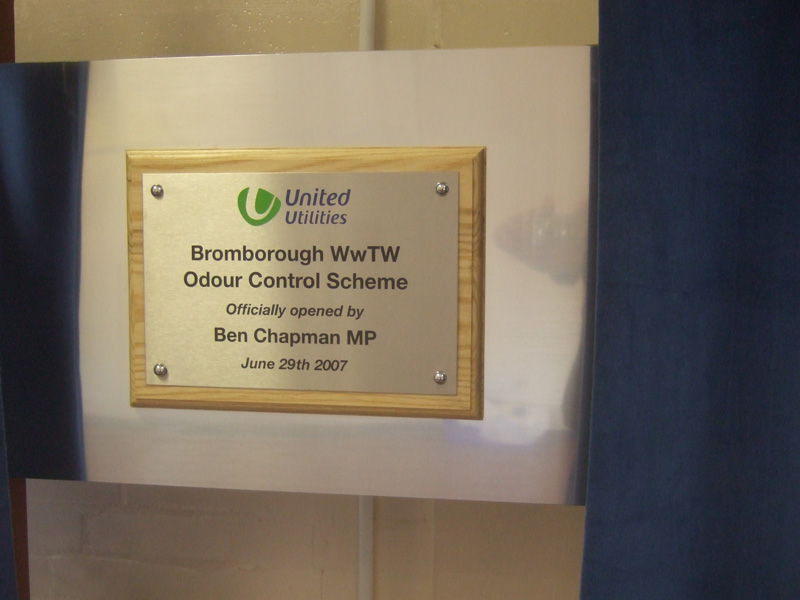 United
Utilities
Bromborough WwTW
Odour Control Scheme
Officially opened by
Ben Chapman MP
June 29th 2007